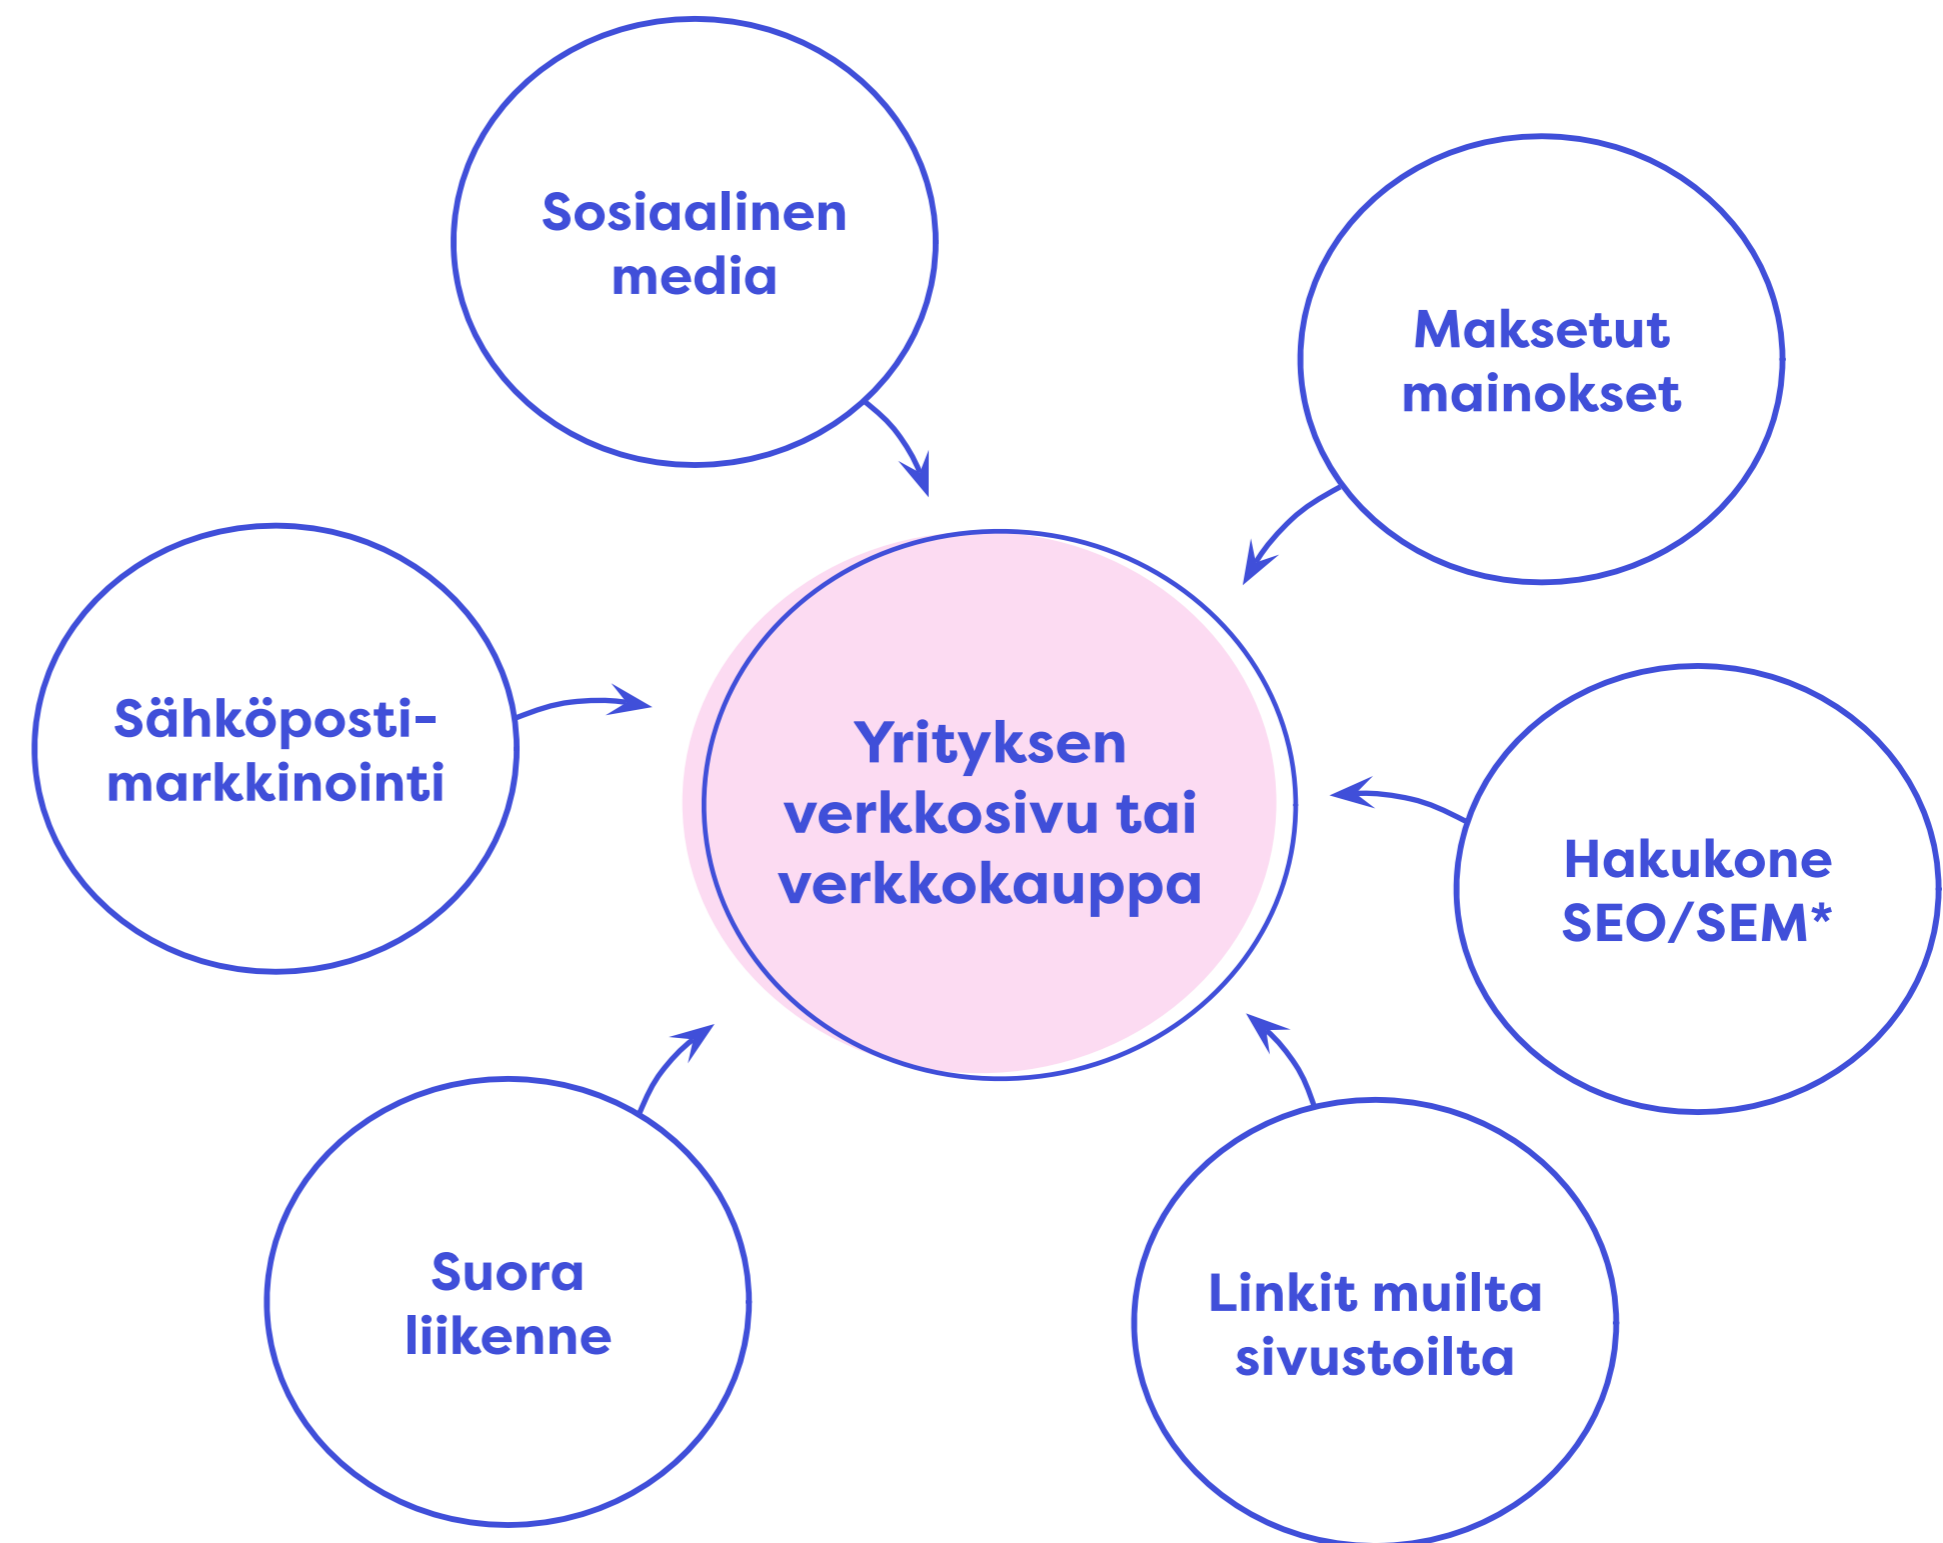 Sosiaalinen
media
Maksetut
mainokset
Sähköposti-
markkinointi
Yrityksen
verkkosivu tai
verkkokauppa
Hakukone
SEO/SEM*
Suora
liikenne
Linkit muilta
sivustoilta